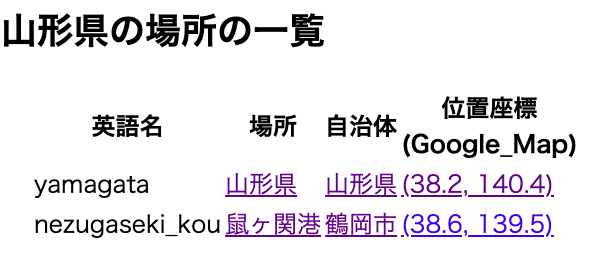 山形県の場所の一覧
英語名 場所 自治体 位置座標
(Google_Map)
yamagata 山形県 山形県 (38.2, 140.4)
nezugaseki_kou 鼠ヶ関港 鶴岡市 (38.6, 139.5)